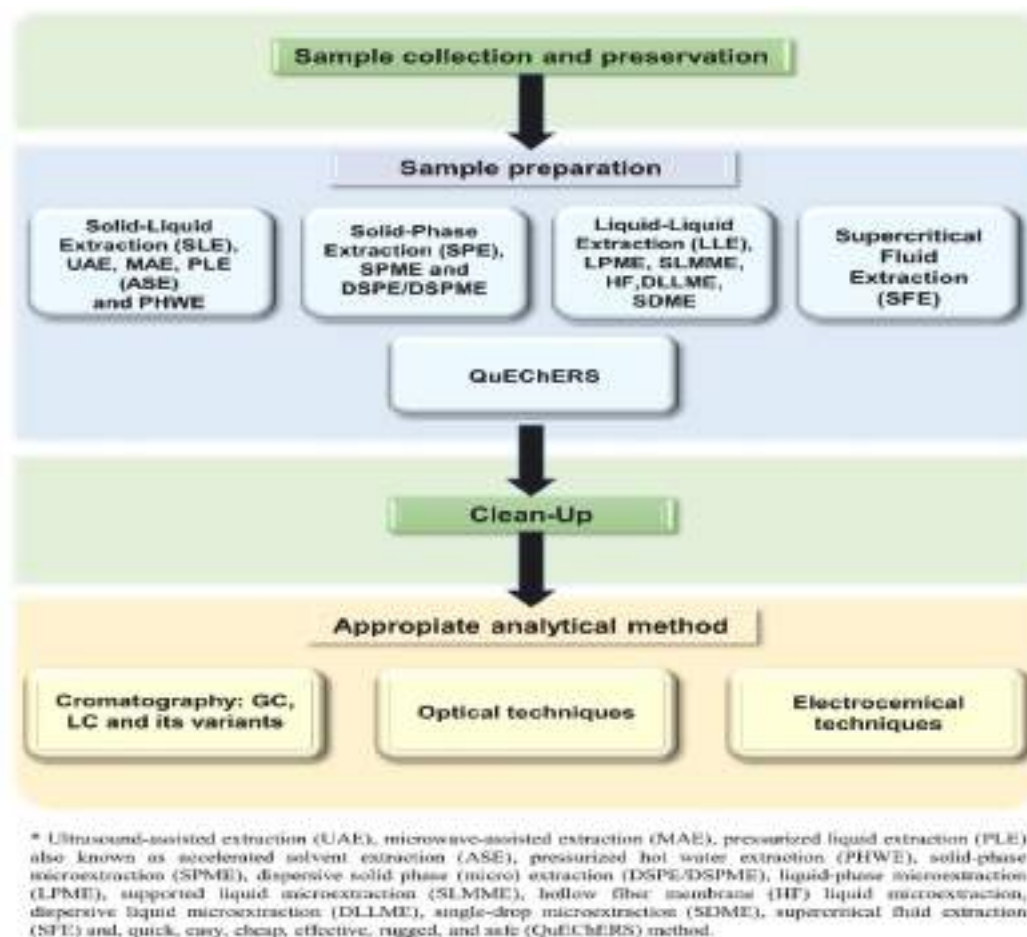 Sample collection and preservation
Sample preparation
Solid-Liquid
Extraction (SLE),
UAE, MAE, PLE
(ASE)
and PHWE
Solid-Phase
Extraction (SPE),
SPME and
DSPE/DSPME
Liquid-Liquid
Extraction (LLE),
LPME, SLMME,
HF,DLLME,
SDME
Supercritical
Fluid
Extraction
(SFE)
QuEChERS
Clean-Up
Appropiate analytical method
Cromatography: GC,
LC and its variants
Optical techniques
Electrocemical
techniques
* Ultrasound-assisted extraction (UAE), microwave-assisted extraction (MAE), pressurized liquid extraction (PLE)
also known as accelerated solvent extraction (ASE), pressurized hot water extraction (PHWE), solid-phase
microextraction (SPME), dispersive solid phase (micro) extraction (DSPE/DSPME), liquid-phase microextraction
(LPME), supported liquid microextraction (SLMME), hollow fiber membrane (HF) liquid microextraction,
dispersive liquid microextraction (DLLME), single-drop microextraction (SDME), supercritical fluid extraction
(SFE) and, quick, easy, cheap, effective, rugged, and safe (QuEChERS) method.